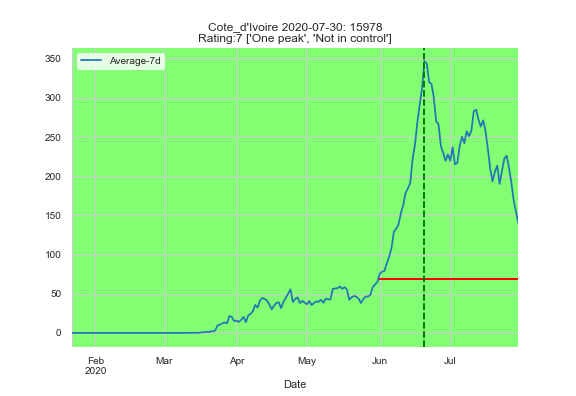 Cote_d'Ivoire 2020-07-30: 15978
Rating:7 ['One peak', 'Not in control']
Average-7d
350
300
250
200
150
100
50
0
Feb Mar Apr May Jun Jul
2020
Date